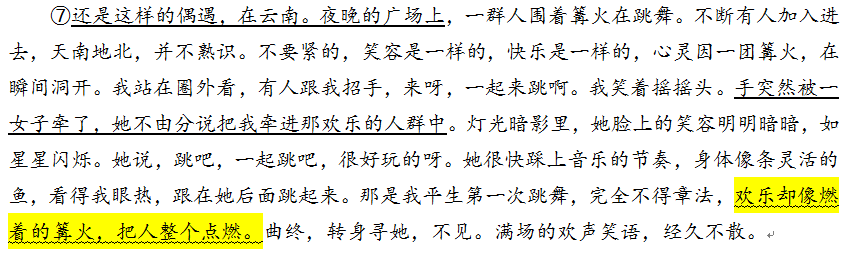 ⑦还是这样的偶遇，在云南。夜晚的广场上，一群人围着篝火在跳舞。不断有人加入进
去，天南地北，并不熟识。不要紧的，笑容是一样的，快乐是一样的，心灵因一团篝火，在
瞬间洞开。我站在圈外看，有人跟我招手，来呀，一起来跳啊。我笑着摇摇头。手突然被一
女子牵了，她不由分说把我牵进那欢乐的人群中。灯光暗影里，她脸上的笑容明明暗暗，如
星星闪烁。她说，跳吧，一起跳吧，很好玩的呀。她很快踩上音乐的节奏，身体像条灵活的
鱼，看得我眼热，跟在她后面跳起来。那是我平生第一次跳舞，完全不得章法，欢乐却像燃
着的篝火，把人整个点燃。曲终，转身寻她，不见。满场的欢声笑语，经久不散。